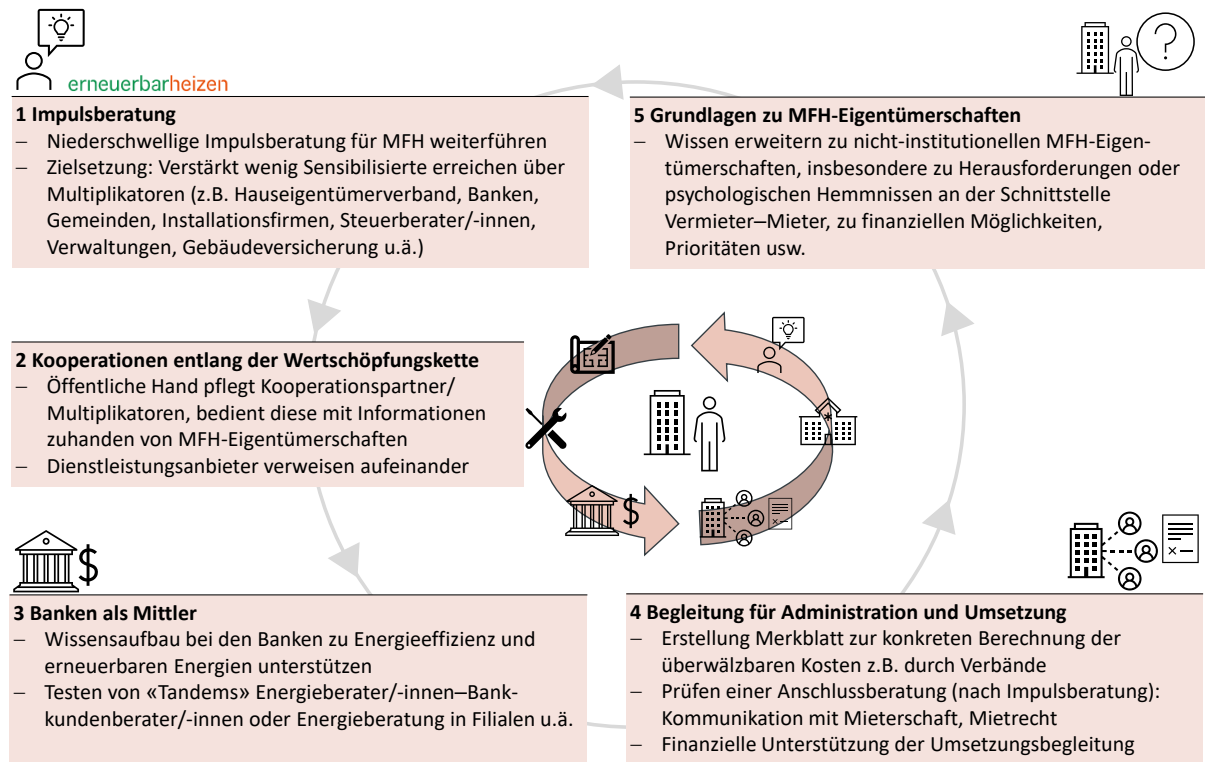 erneuerbarheizen
1 Impulsberatung
– Niederschwellige Impulsberatung für MFH weiterführen
– Zielsetzung: Verstärkt wenig Sensibilisierte erreichen über
Multiplikatoren (z.B. Hauseigentümerverband, Banken,
Gemeinden, Installationsfirmen, Steuerberater/-innen,
Verwaltungen, Gebäudeversicherung u.ä.)
2 Kooperationen entlang der Wertschöpfungskette
– Öffentliche Hand pflegt Kooperationspartner/
Multiplikatoren, bedient diese mit Informationen
zuhanden von MFH-Eigentümerschaften
– Dienstleistungsanbieter verweisen aufeinander
$
3 Banken als Mittler
– Wissensaufbau bei den Banken zu Energieeffizienz und
erneuerbaren Energien unterstützen
– Testen von «Tandems» Energieberater/-innen–Bank-
kundenberater/-innen oder Energieberatung in Filialen u.ä.
$
4 Begleitung für Administration und Umsetzung
– Erstellung Merkblatt zur konkreten Berechnung der
überwälzbaren Kosten z.B. durch Verbände
– Prüfen einer Anschlussberatung (nach Impulsberatung):
Kommunikation mit Mieterschaft, Mietrecht
– Finanzielle Unterstützung der Umsetzungsbegleitung
?
5 Grundlagen zu MFH-Eigentümerschaften
– Wissen erweitern zu nicht-institutionellen MFH-Eigen-
tümerschaften, insbesondere zu Herausforderungen oder
psychologischen Hemmnissen an der Schnittstelle
Vermieter–Mieter, zu finanziellen Möglichkeiten,
Prioritäten usw.